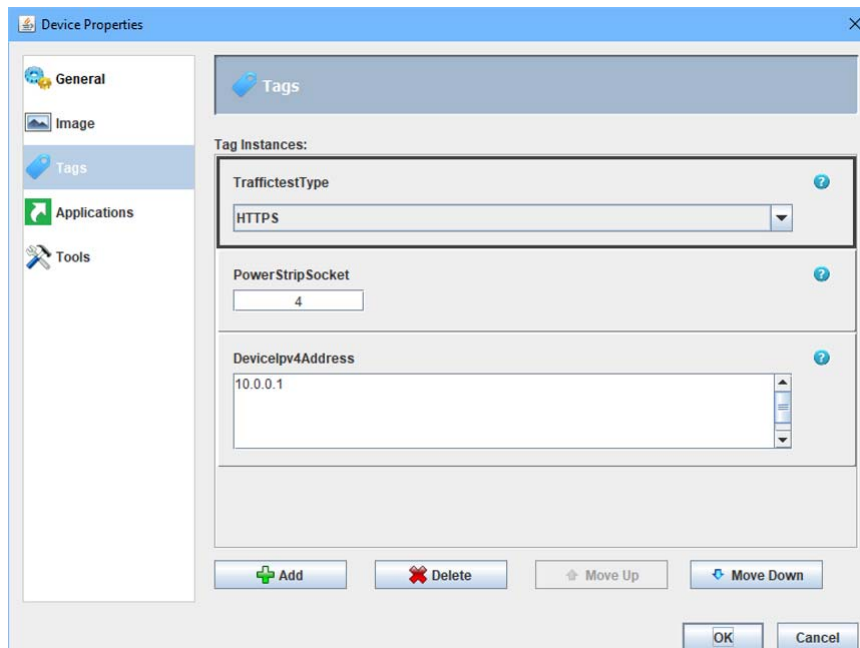 Device Properties
General
Image
Tags
Applications
Tools
Tags
Tag Instances:
TraffictestType
HTTPS
PowerStripSocket
4
DeviceIpv4Address
10.0.0.1
Add
Delete
Move Up
Move Down
OK
Cancel